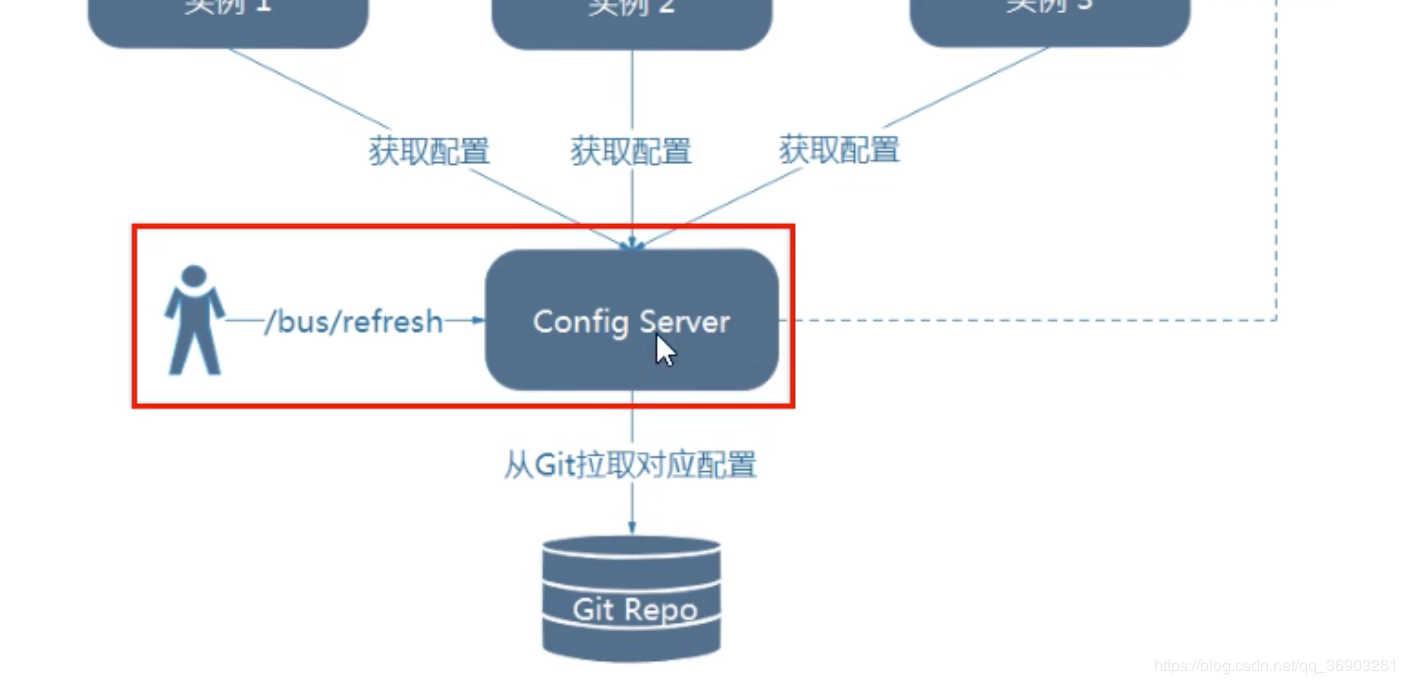 实例 1
实例 2
实例 3
获取配置
获取配置
获取配置
/bus/refresh
Config Server
从Git拉取对应配置
Git Repo
https://blog.csdn.net/qq_36903261